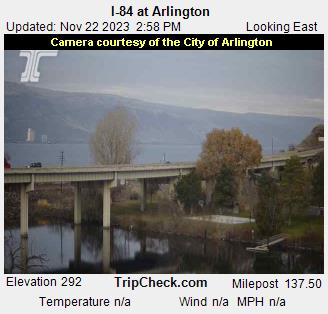 I-84 at Arlington
Updated: Nov 22 2023 2:58 PM Looking East
Camera courtesy of the City of Arlington
Elevation 292 TripCheck.com Milepost 137.50
Temperature n/a Wind n/a MPH n/a